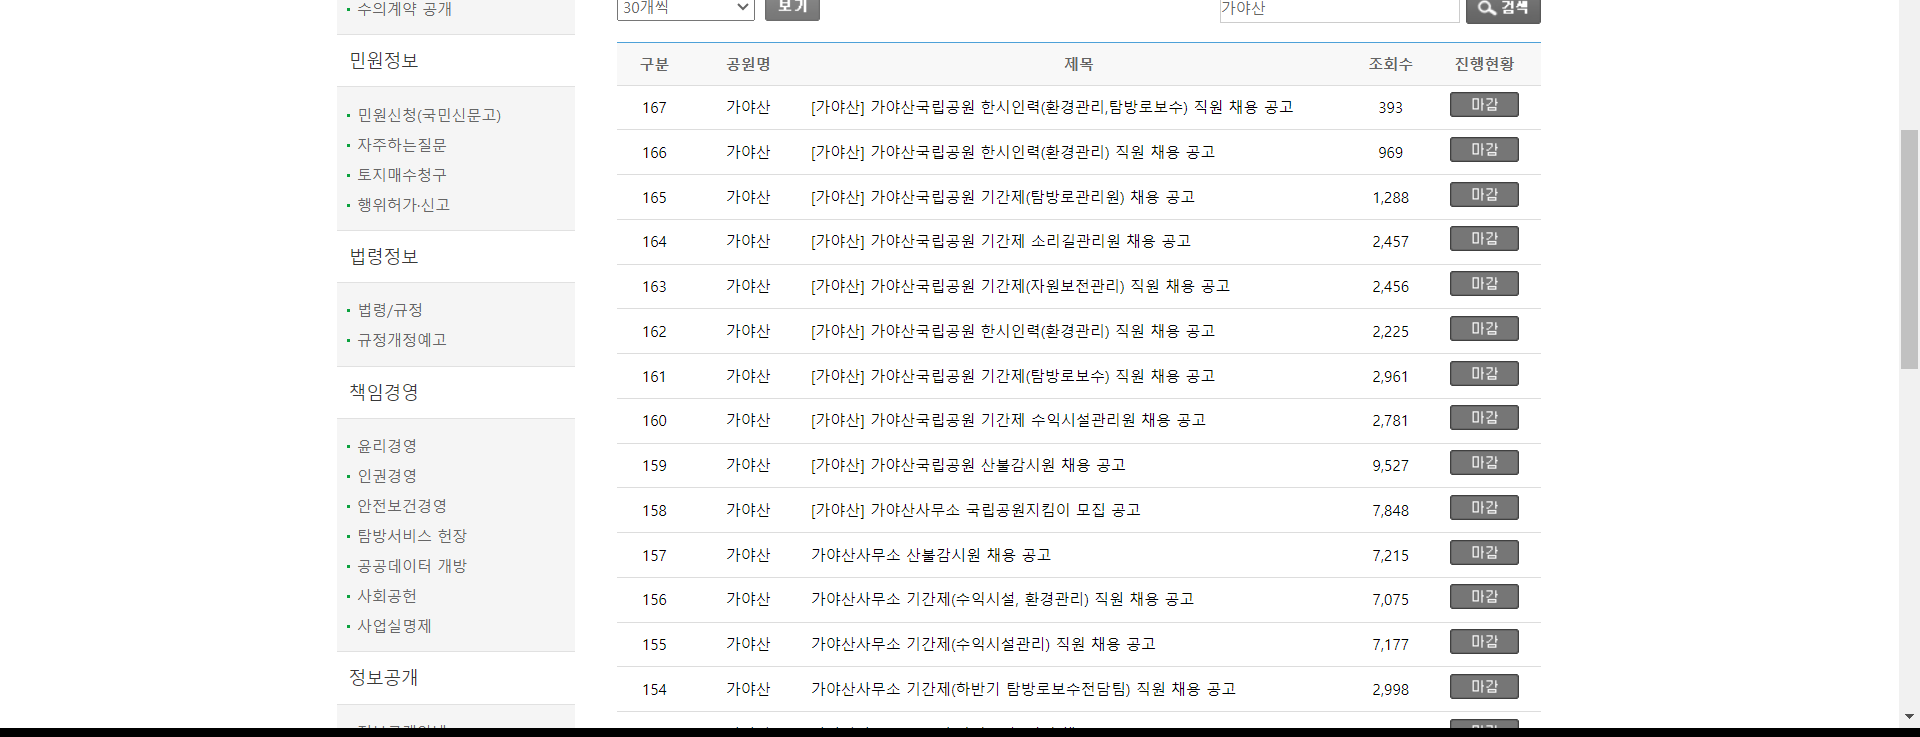 수의계약 공개
민원정보
민원신청(국민신문고)
자주하는질문
토지매수청구
행위허가·신고
법령정보
법령/규정
규정개정예고
책임경영
윤리경영
인권경영
안전보건경영
탐방서비스 헌장
공공데이터 개방
사회공헌
사업실명제
정보공개
30개씩 보기 가야산 검색
구분 공원명 제목 조회수 진행현황
167 가야산 [가야산] 가야산국립공원 한시인력(환경관리,탐방로보수) 직원 채용 공고 393 마감
166 가야산 [가야산] 가야산국립공원 한시인력(환경관리) 직원 채용 공고 969 마감
165 가야산 [가야산] 가야산국립공원 기간제(탐방로관리원) 채용 공고 1,288 마감
164 가야산 [가야산] 가야산국립공원 기간제 소리길관리원 채용 공고 2,457 마감
163 가야산 [가야산] 가야산국립공원 기간제(자원보전관리) 직원 채용 공고 2,456 마감
162 가야산 [가야산] 가야산국립공원 한시인력(환경관리) 직원 채용 공고 2,225 마감
161 가야산 [가야산] 가야산국립공원 기간제(탐방로보수) 직원 채용 공고 2,961 마감
160 가야산 [가야산] 가야산국립공원 기간제 수익시설관리원 채용 공고 2,781 마감
159 가야산 [가야산] 가야산국립공원 산불감시원 채용 공고 9,527 마감
158 가야산 [가야산] 가야산사무소 국립공원지킴이 모집 공고 7,848 마감
157 가야산 가야산사무소 산불감시원 채용 공고 7,215 마감
156 가야산 가야산사무소 기간제(수익시설, 환경관리) 직원 채용 공고 7,075 마감
155 가야산 가야산사무소 기간제(수익시설관리) 직원 채용 공고 7,177 마감
154 가야산 가야산사무소 기간제(하반기 탐방로보수전담팀) 직원 채용 공고 2,998 마감